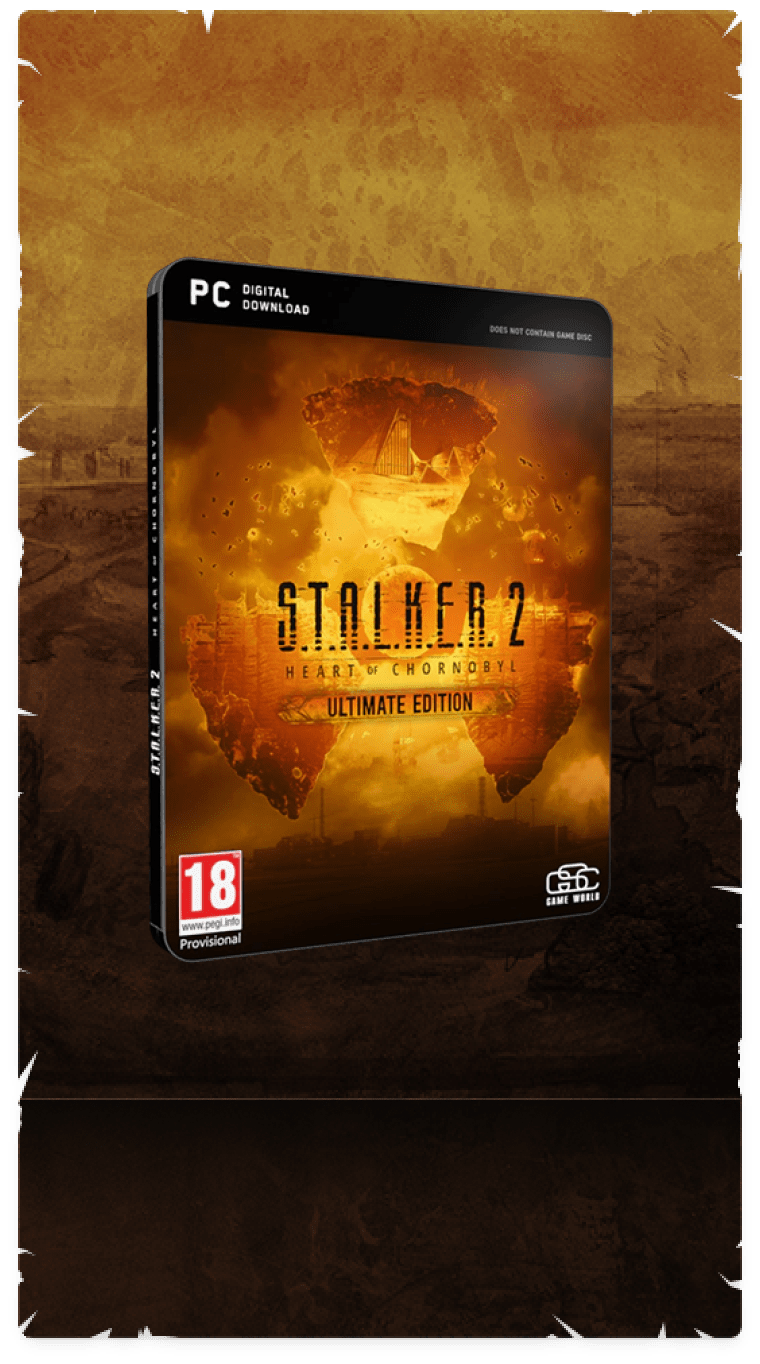 PC DIGITAL
DOWNLOAD
DOES NOT CONTAIN GAME DISC
S.T.A.L.K.E.R. 2
HEART OF CHORNOBYL
ULTIMATE EDITION
S.T.A.L.K.E.R. 2 HEART OF CHORNOBYL
18
www.pegi.info
Provisional
GSC
GAME WORLD